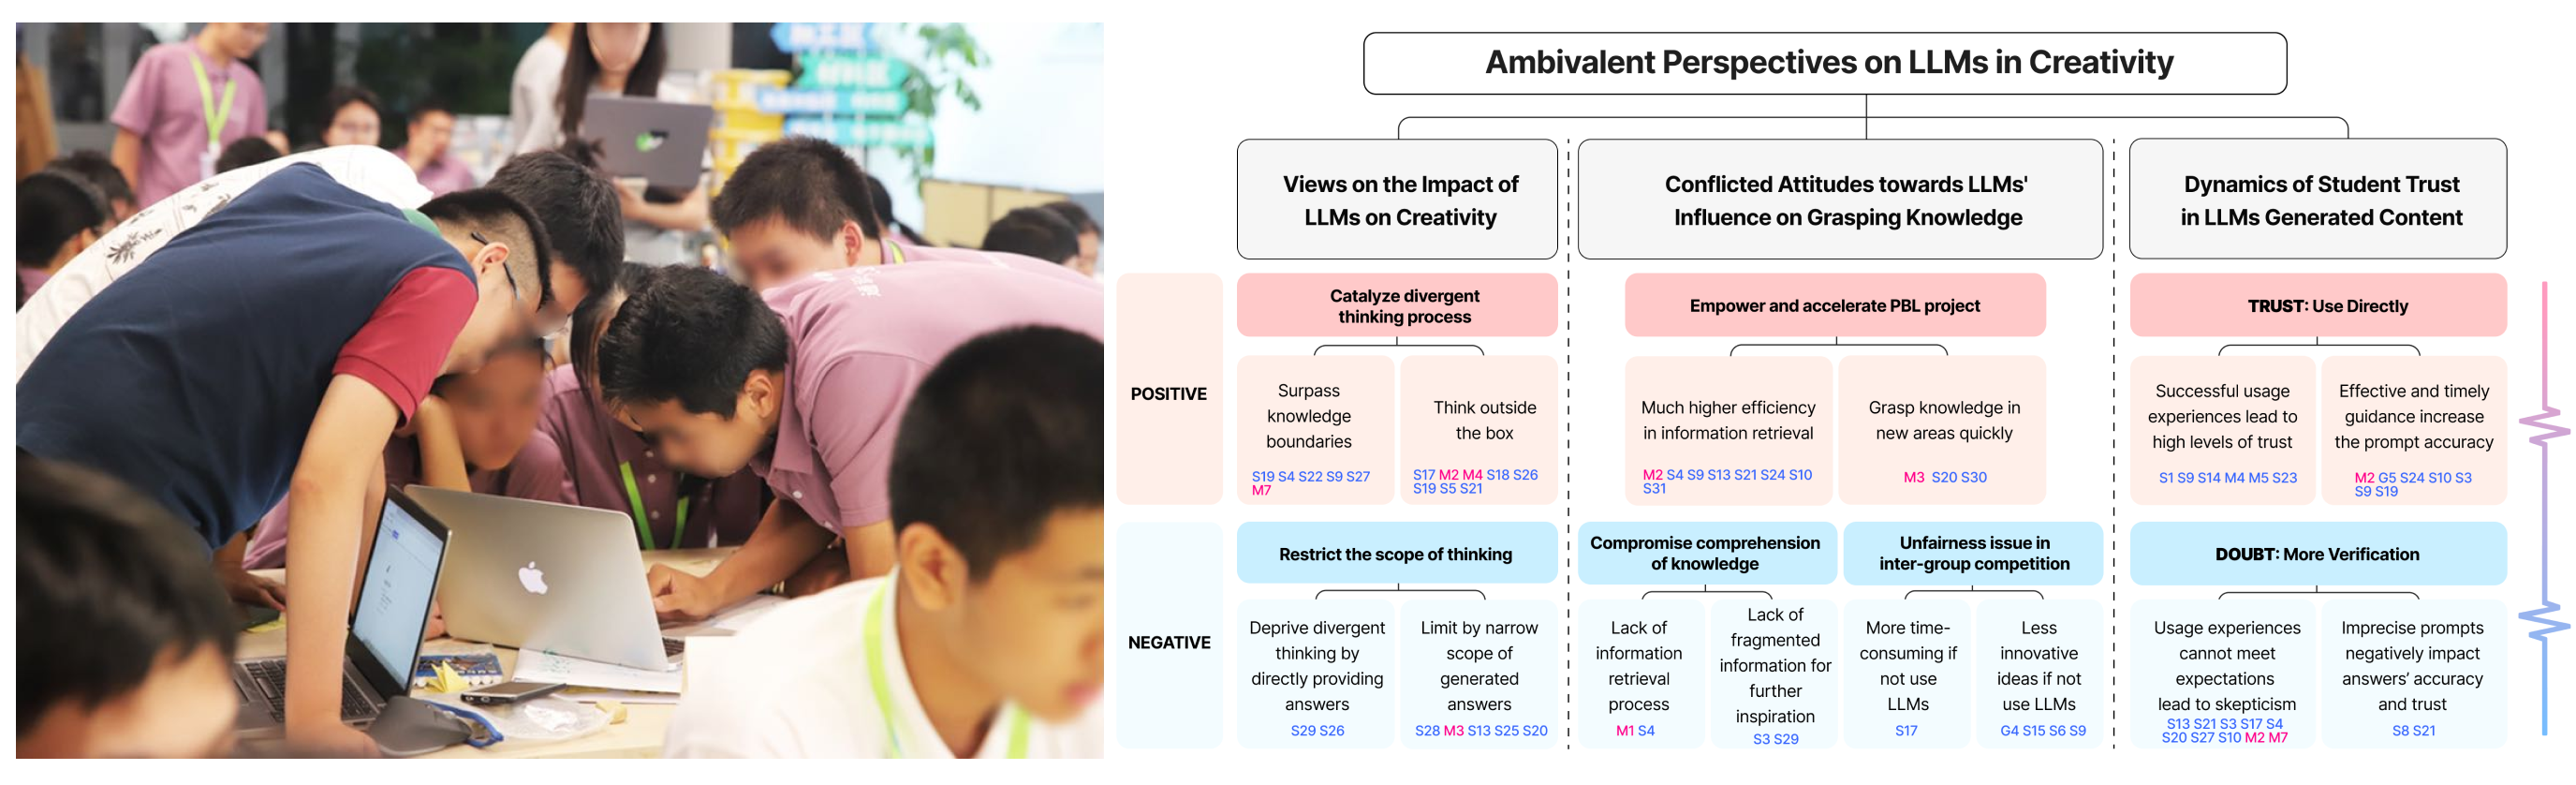 Ambivalent Perspectives on LLMs in Creativity
Views on the Impact of
LLMs on Creativity
Conflicted Attitudes towards LLMs'
Influence on Grasping Knowledge
Dynamics of Student Trust
in LLMs Generated Content
POSITIVE
Catalyze divergent
thinking process
Surpass
knowledge
boundaries
S19 S4 S22 S9 S27
M7
Think outside
the box
S17 M2 M4 S18 S26
S19 S5 S21
Empower and accelerate PBL project
Much higher efficiency
in information retrieval
M2 S4 S9 S13 S21 S24 S10
S31
Grasp knowledge in
new areas quickly
M3 S20 S30
TRUST: Use Directly
Successful usage
experiences lead to
high levels of trust
S1 S9 S14 M4 M5 S23
Effective and timely
guidance increase
the prompt accuracy
M2 G5 S24 S10 S3
S9 S19
NEGATIVE
Restrict the scope of thinking
Deprive divergent
thinking by
directly providing
answers
S29 S26
Limit by narrow
scope of
generated
answers
S28 M3 S13 S25 S20
Compromise comprehension
of knowledge
Lack of
information
retrieval
process
M1 S4
Lack of
fragmented
information for
further
inspiration
S3 S29
Unfairness issue in
inter-group competition
More time-
consuming if
not use
LLMs
S17
Less
innovative
ideas if not
use LLMs
G4 S15 S6 S9
DOUBT: More Verification
Usage experiences
cannot meet
expectations
lead to skepticism
S13 S21 S3 S17 S4
S20 S27 S10 M2 M7
Imprecise prompts
negatively impact
answers’ accuracy
and trust
S8 S21